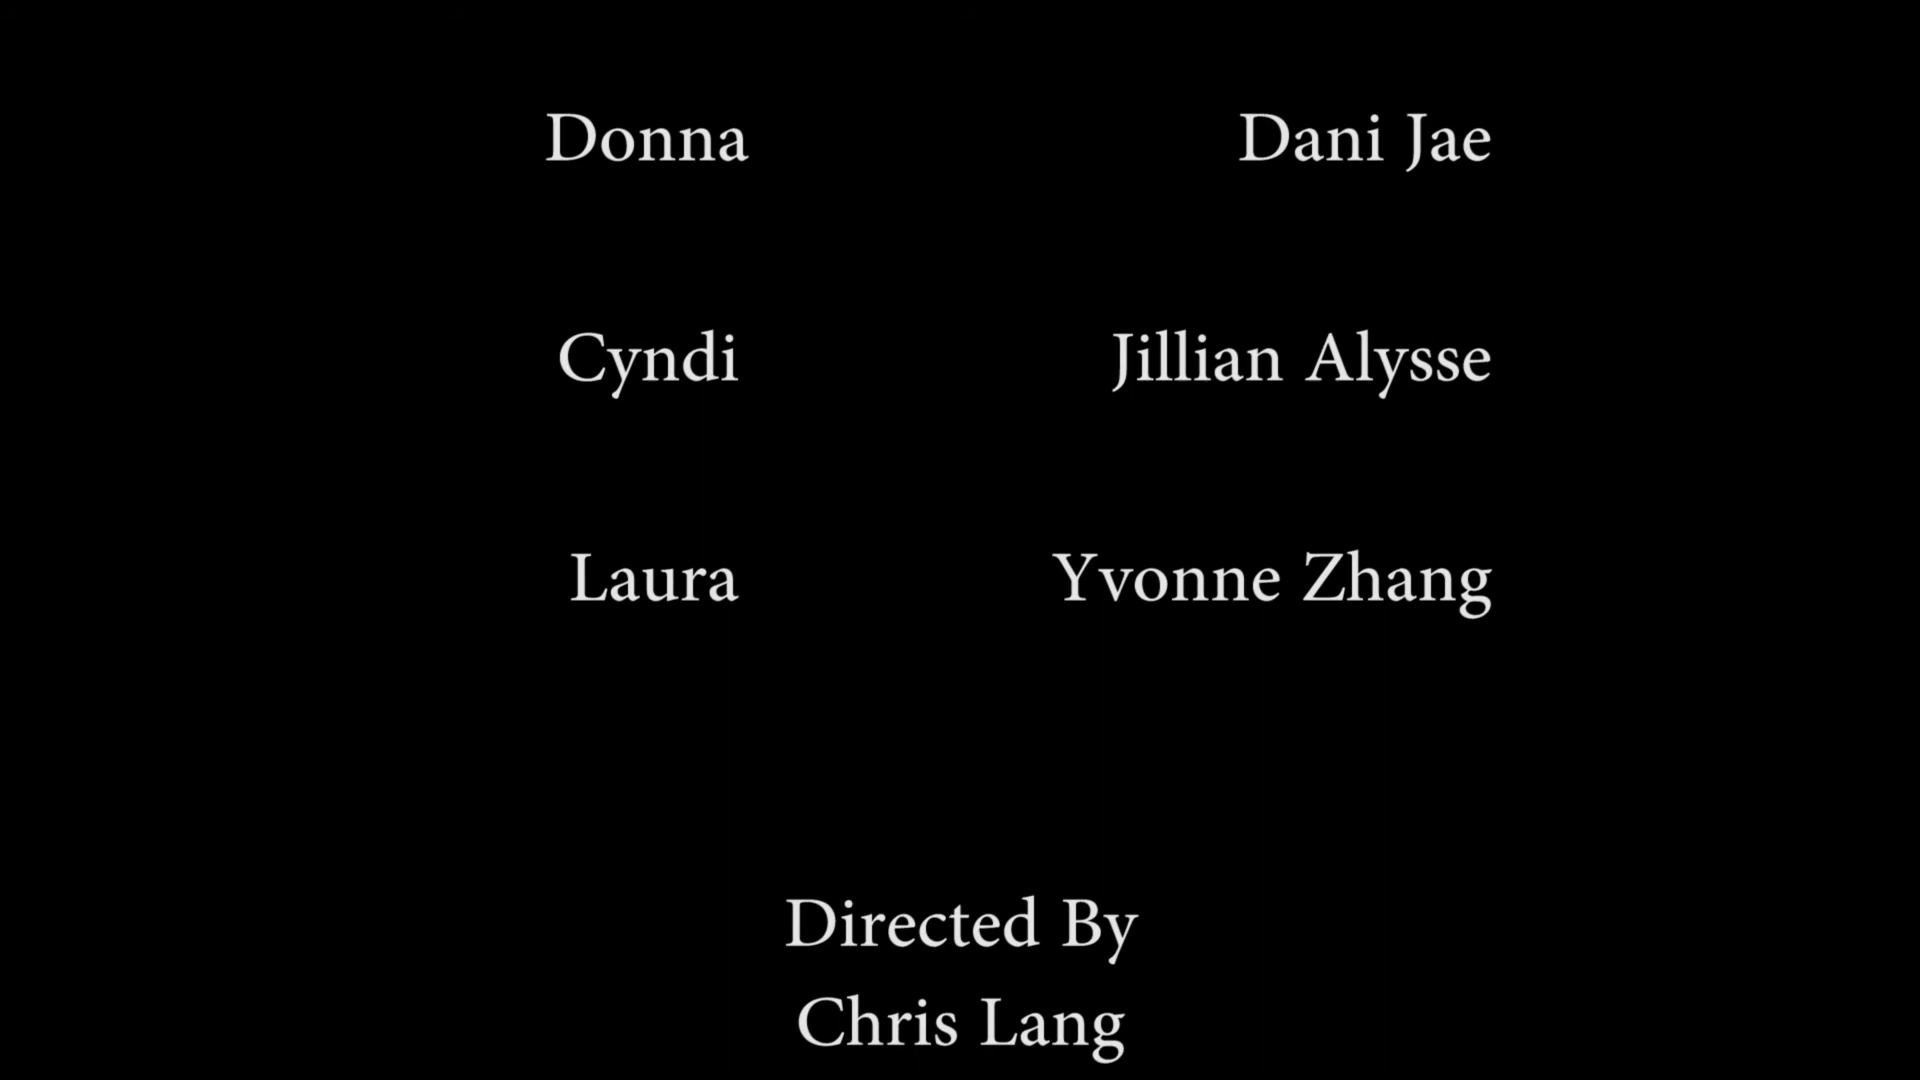 Donna Dani Jae
Cyndi Jillian Alysse
Laura Yvonne Zhang
Directed By
Chris Lang